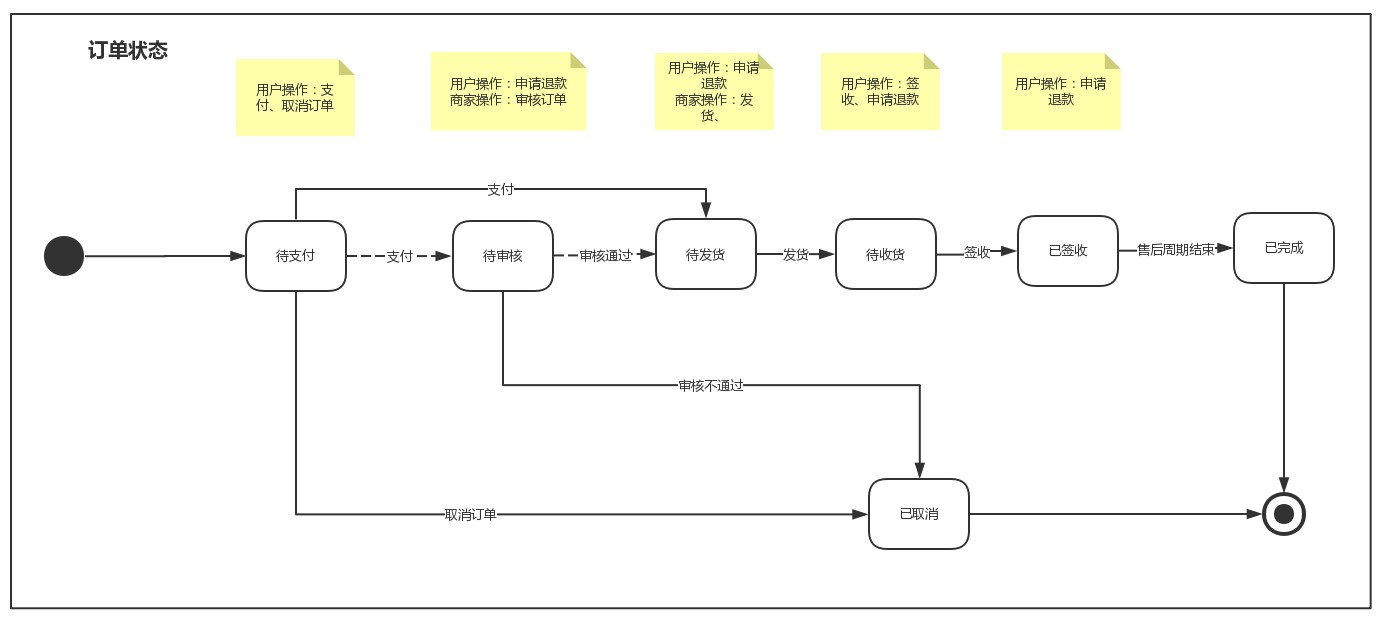 订单状态
用户操作：支
付、取消订单
用户操作：申请退款
商家操作：审核订单
用户操作：申请
退款
商家操作：发
货、
用户操作：签
收、申请退款
用户操作：申请
退款
支付
待支付
支付
待审核
审核通过
待发货
发货
待收货
签收
已签收
售后周期结束
已完成
审核不通过
取消订单
已取消